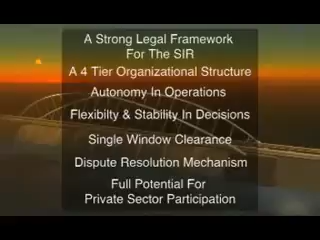 A Strong Legal Framework
For The SIR
A 4 Tier Organizational Structure
Autonomy In Operations
Flexibilty & Stability In Decisions
Single Window Clearance
Dispute Resolution Mechanism
Full Potential For
Private Sector Participation